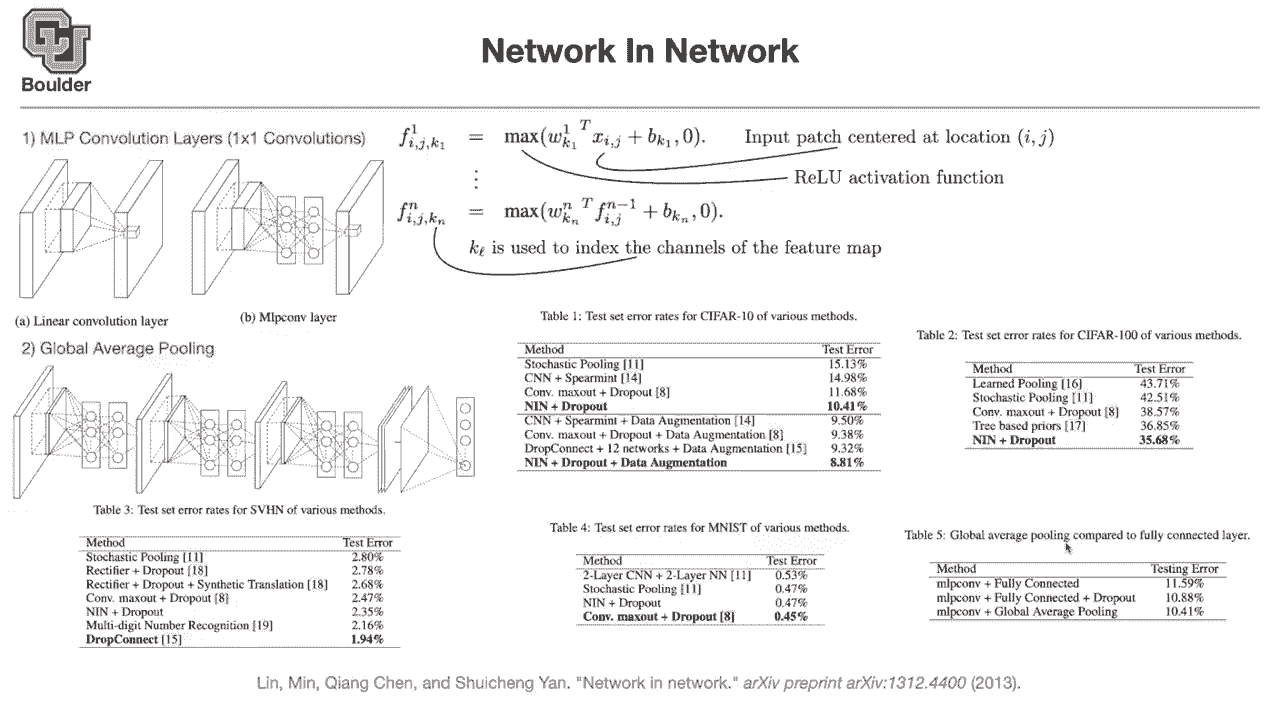 Boulder
Network In Network
1) MLP Convolution Layers (1x1 Convolutions)
f^1_{i,j,k_1} = max(w^1_{k_1}^T x_{i,j} + b_{k_1}, 0).
Input patch centered at location (i, j)
ReLU activation function
⋮
f^n_{i,j,k_n} = max(w^n_{k_n}^T f^{n-1}_{i,j} + b_{k_n}, 0).
k_ℓ is used to index the channels of the feature map
(a) Linear convolution layer
(b) Mlpconv layer
2) Global Average Pooling
Table 1: Test set error rates for CIFAR-10 of various methods.
Method Test Error
Stochastic Pooling [11] 15.13%
CNN + Spearmint [14] 14.98%
Conv. maxout + Dropout [8] 11.68%
NIN + Dropout 10.41%
CNN + Spearmint + Data Augmentation [14] 9.50%
Conv. maxout + Dropout + Data Augmentation [8] 9.38%
DropConnect + 12 networks + Data Augmentation [15] 9.32%
NIN + Dropout + Data Augmentation 8.81%
Table 2: Test set error rates for CIFAR-100 of various methods.
Method Test Error
Learned Pooling [16] 43.71%
Stochastic Pooling [11] 42.51%
Conv. maxout + Dropout [8] 38.57%
Tree based priors [17] 36.85%
NIN + Dropout 35.68%
Table 3: Test set error rates for SVHN of various methods.
Method Test Error
Stochastic Pooling [11] 2.80%
Rectifier + Dropout [18] 2.78%
Rectifier + Dropout + Synthetic Translation [18] 2.68%
Conv. maxout + Dropout [8] 2.47%
NIN + Dropout 2.35%
Multi-digit Number Recognition [19] 2.16%
DropConnect [15] 1.94%
Table 4: Test set error rates for MNIST of various methods.
Method Test Error
2-Layer CNN + 2-Layer NN [11] 0.53%
Stochastic Pooling [11] 0.47%
NIN + Dropout 0.47%
Conv. maxout + Dropout [8] 0.45%
Table 5: Global average pooling compared to fully connected layer.
Method Testing Error
mlpconv + Fully Connected 11.59%
mlpconv + Fully Connected + Dropout 10.88%
mlpconv + Global Average Pooling 10.41%
Lin, Min, Qiang Chen, and Shuicheng Yan. "Network in network." arXiv preprint arXiv:1312.4400 (2013).